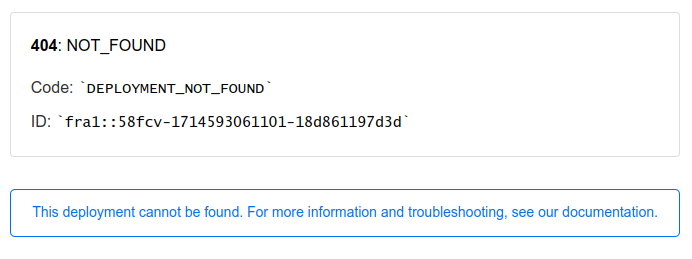 404: NOT_FOUND
Code: `DEPLOYMENT_NOT_FOUND`
ID: `fra1::58fcv-1714593061101-18d861197d3d`
This deployment cannot be found. For more information and troubleshooting, see our documentation.